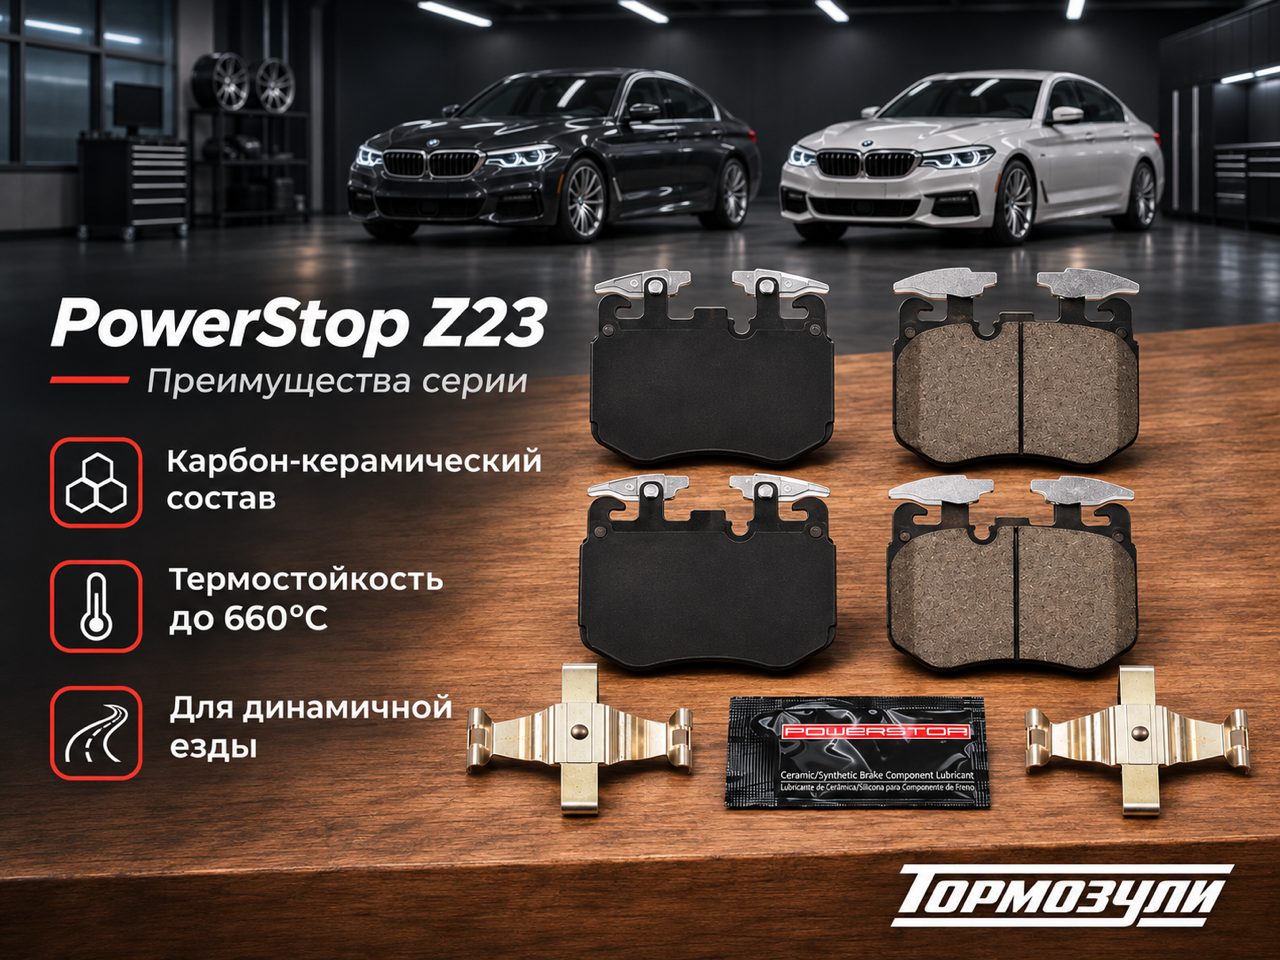 PowerStop Z23
Преимущества серии
Карбон-керамический
состав
Термостойкость
до 660°C
Для динамичной
езды
POWERSTOP
Ceramic/Synthetic Brake Component Lubricant
Lubricante de Cerâmica/Silicona para Componente de Freno
ТОРМОЗУЛИ